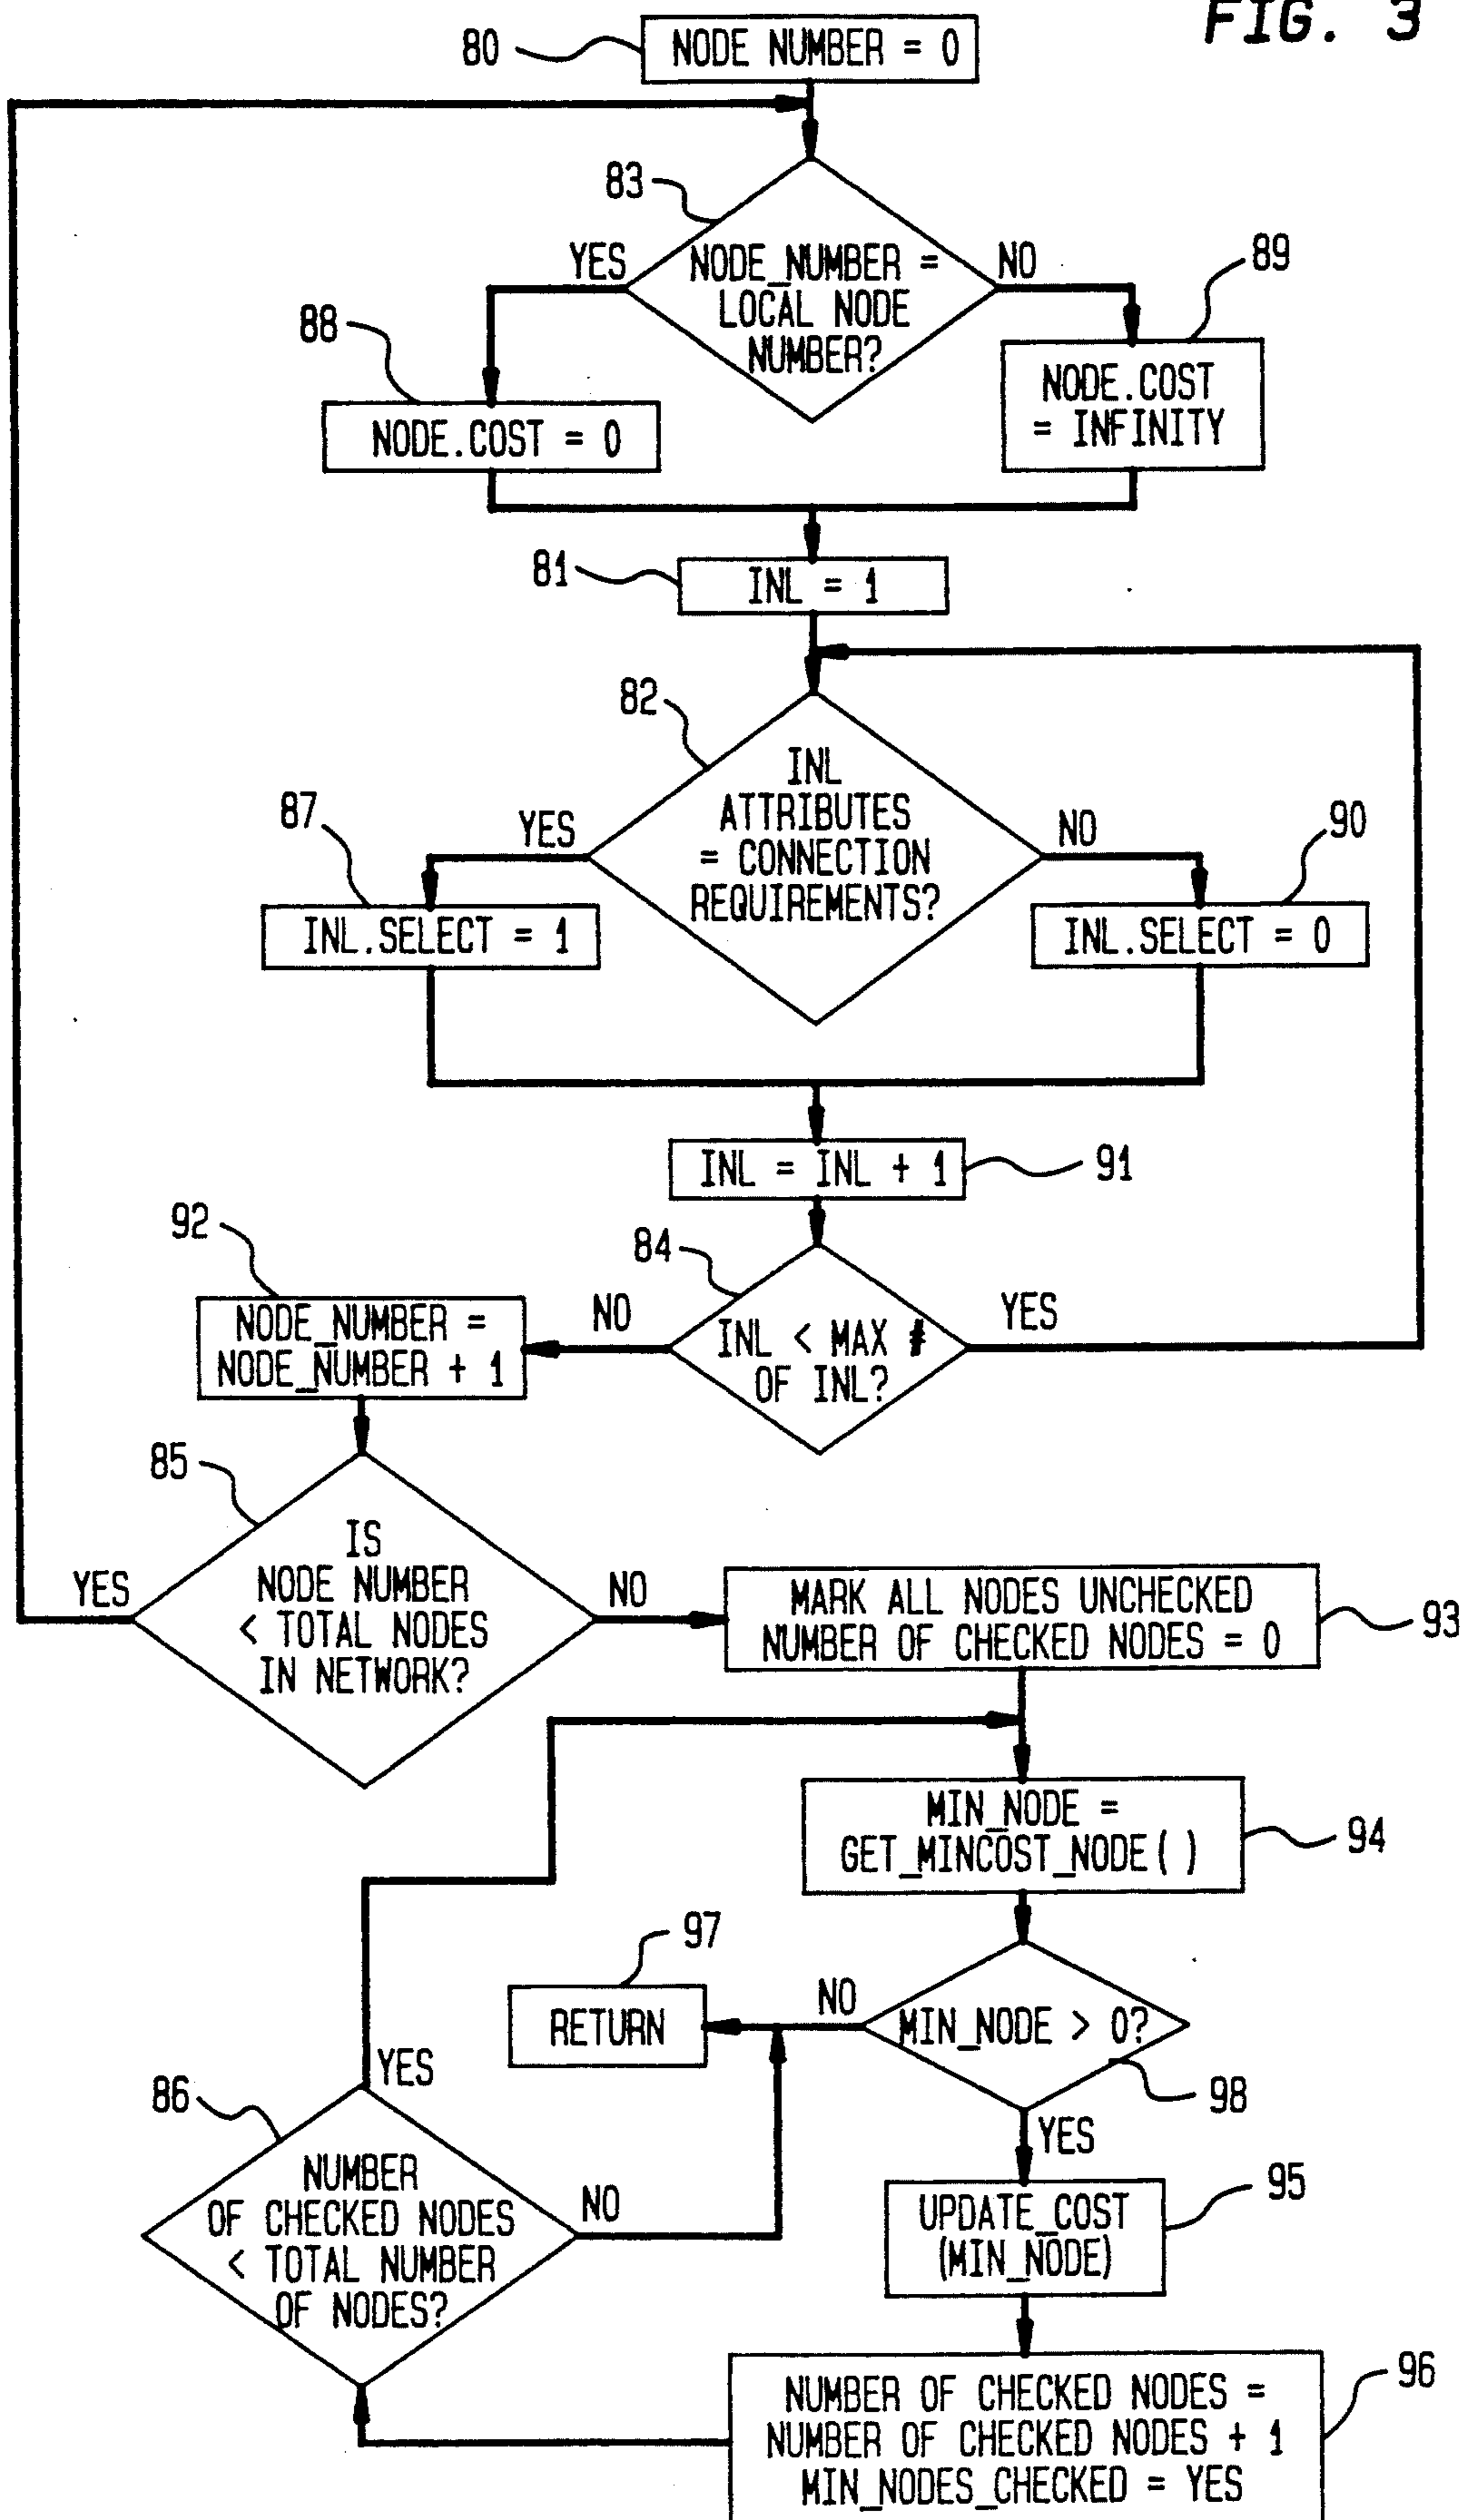 FIG. 3
80
NODE NUMBER = 0
83
YES
NODE_NUMBER =
LOCAL NODE
NUMBER?
NO
89
88
NODE.COST = 0
NODE.COST
= INFINITY
81
INL = 1
82
INL
ATTRIBUTES
= CONNECTION
REQUIREMENTS?
87
YES
NO
90
INL.SELECT = 1
INL.SELECT = 0
INL = INL + 1
91
92
84
NODE_NUMBER =
NODE_NUMBER + 1
NO
INL < MAX #
OF INL?
YES
85
IS
NODE NUMBER
< TOTAL NODES
IN NETWORK?
YES
NO
MARK ALL NODES UNCHECKED
NUMBER OF CHECKED NODES = 0
93
MIN_NODE =
GET_MINCOST_NODE( )
94
97
RETURN
NO
MIN_NODE > 0?
98
YES
86
YES
NUMBER
OF CHECKED NODES
< TOTAL NUMBER
OF NODES?
NO
UPDATE_COST
(MIN_NODE)
95
NUMBER OF CHECKED NODES =
NUMBER OF CHECKED NODES + 1
MIN_NODES_CHECKED = YES
96